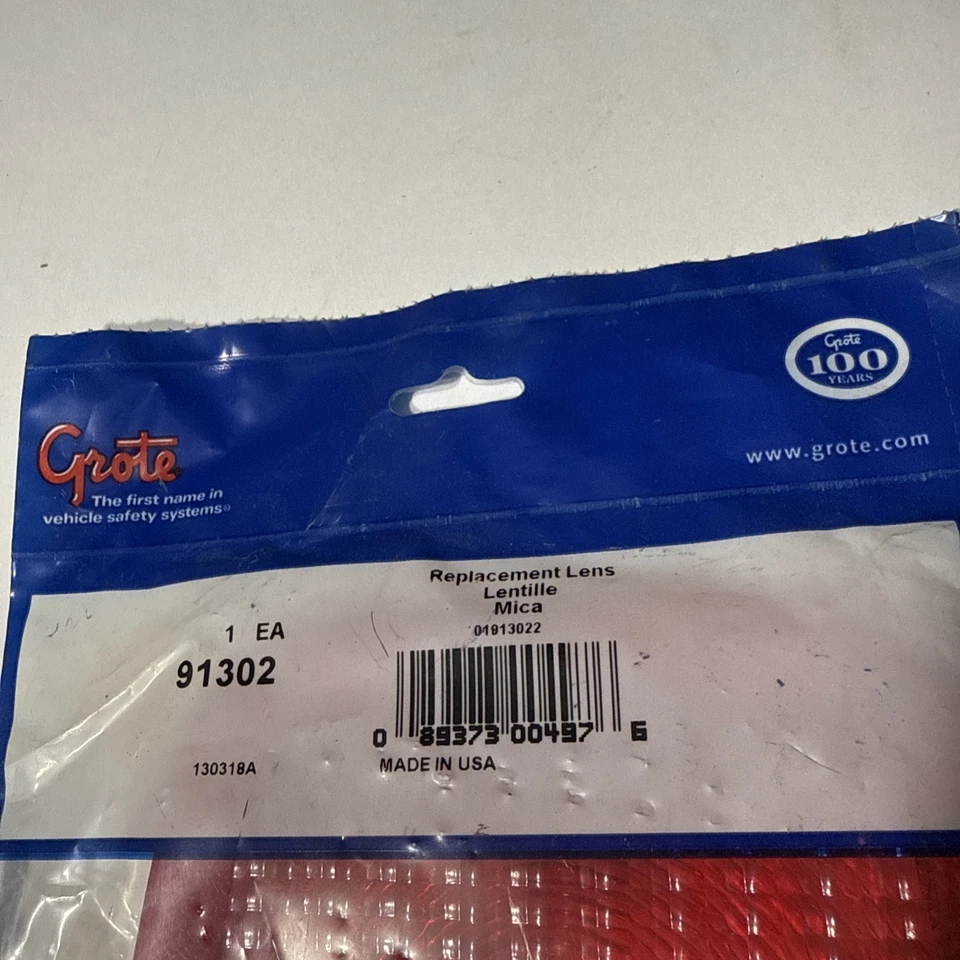 Grote
100
YEARS
Grote
The first name in
vehicle safety systems®
www.grote.com
Replacement Lens
Lentille
Mica
01913022
1 EA
91302
0 89373 00497 6
130318A
MADE IN USA